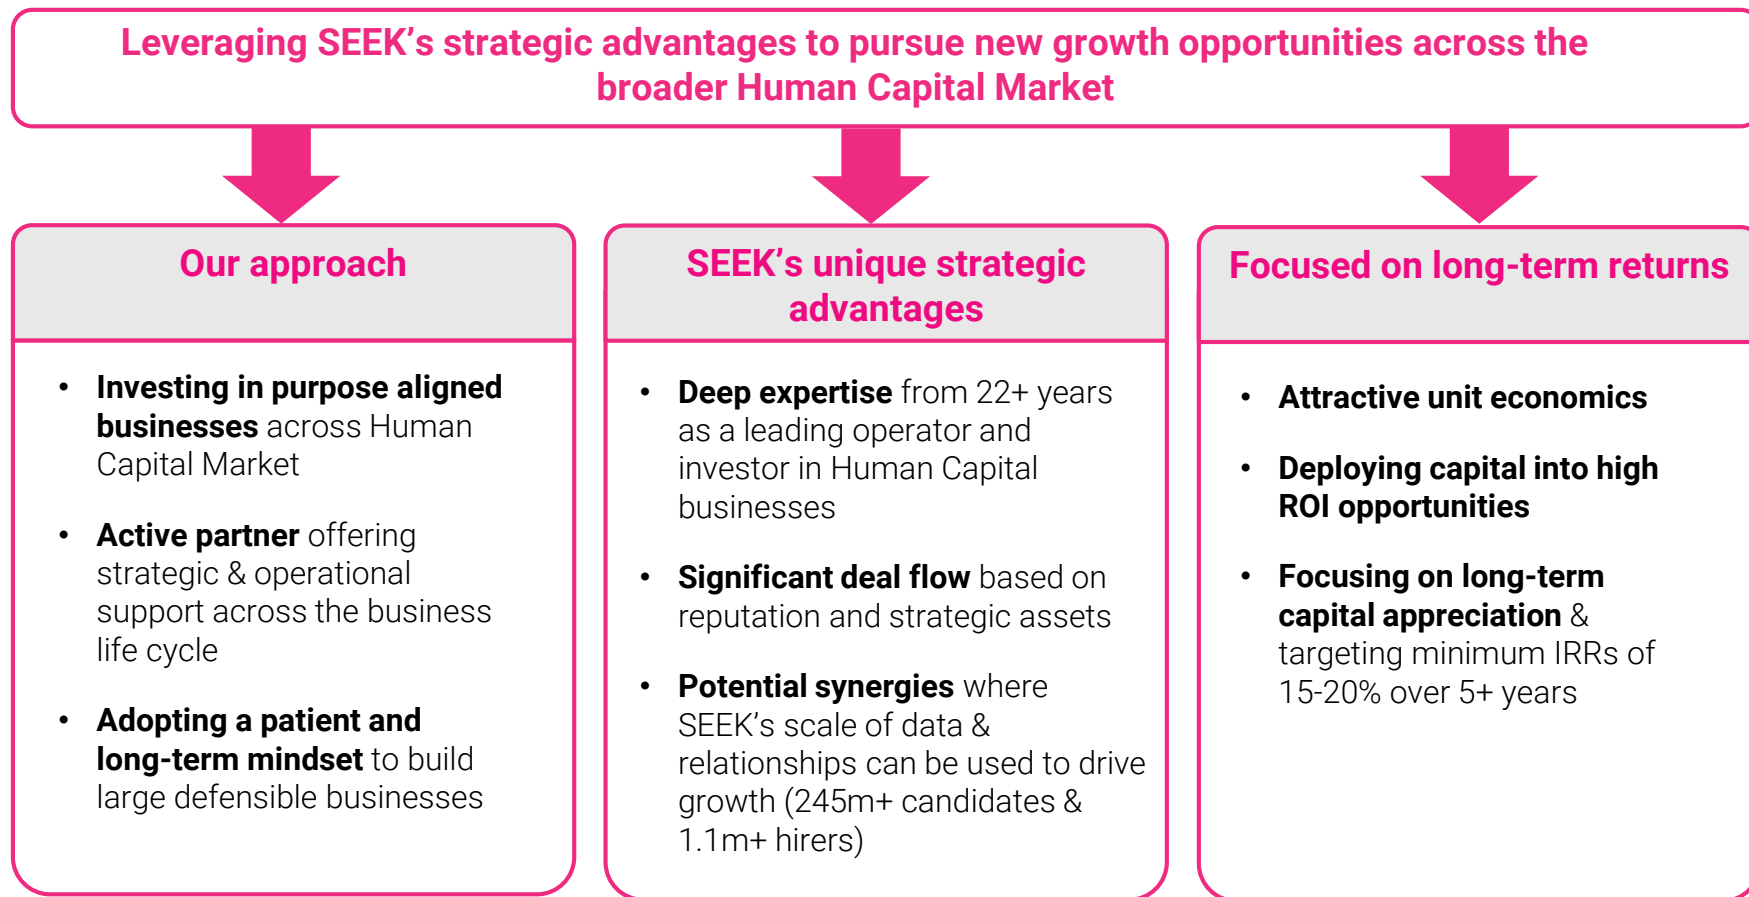 Leveraging SEEK’s strategic advantages to pursue new growth opportunities across the
broader Human Capital Market
Our approach
• Investing in purpose aligned
businesses across Human
Capital Market
• Active partner offering
strategic & operational
support across the business
life cycle
• Adopting a patient and
long-term mindset to build
large defensible businesses
SEEK’s unique strategic
advantages
• Deep expertise from 22+ years
as a leading operator and
investor in Human Capital
businesses
• Significant deal flow based on
reputation and strategic assets
• Potential synergies where
SEEK’s scale of data &
relationships can be used to drive
growth (245m+ candidates &
1.1m+ hirers)
Focused on long-term returns
• Attractive unit economics
• Deploying capital into high
ROI opportunities
• Focusing on long-term
capital appreciation &
targeting minimum IRRs of
15-20% over 5+ years